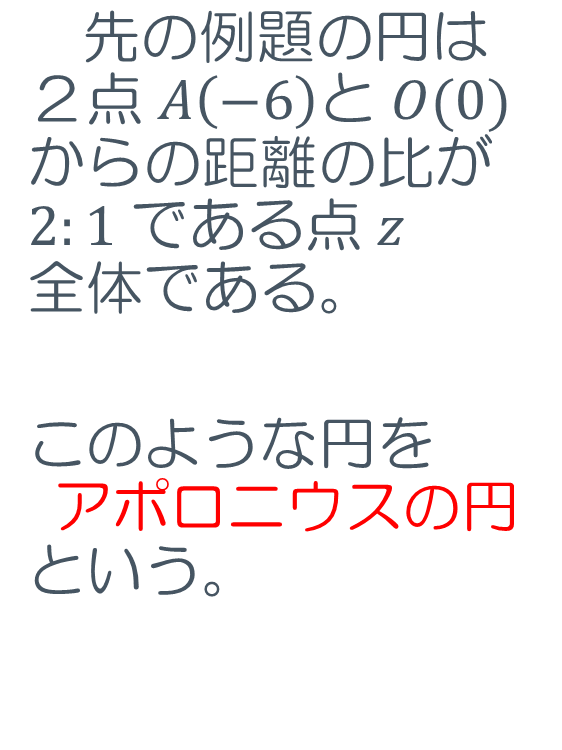 先の例題の円は
２点 A(−6)と O(0)
からの距離の比が
2: 1 である点 z
全体である。
このような円を
アポロニウスの円
という。